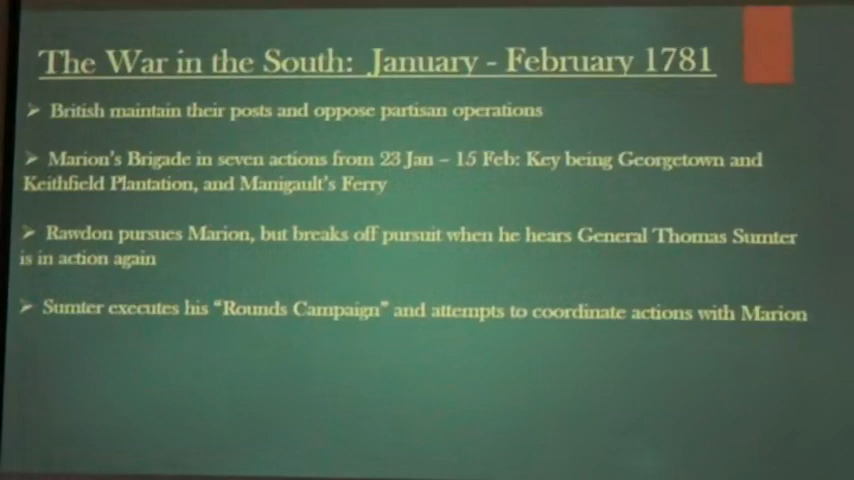 The War in the South: January - February 1781
➢ British maintain their posts and oppose partisan operations
➢ Marion's Brigade in seven actions from 23 Jan – 15 Feb: Key being Georgetown and
Keithfield Plantation, and Manigault's Ferry
➢ Rawdon pursues Marion, but breaks off pursuit when he hears General Thomas Sumter
is in action again
➢ Sumter executes his “Rounds Campaign” and attempts to coordinate actions with Marion